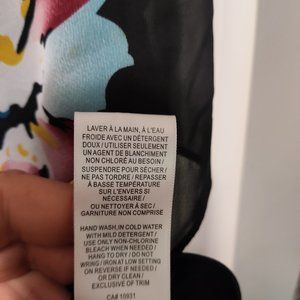 LAVER À LA MAIN, À L'EAU
FROIDE AVEC UN DÉTERGENT
DOUX / UTILISER SEULEMENT
UN AGENT DE BLANCHIMENT
NON CHLORÉ AU BESOIN /
SUSPENDRE POUR SÉCHER /
NE PAS TORDRE / REPASSER
À BASSE TEMPÉRATURE
SUR L'ENVERS SI
NÉCESSAIRE /
OU NETTOYER À SEC /
GARNITURE NON COMPRISE
HAND WASH, IN COLD WATER
WITH MILD DETERGENT /
USE ONLY NON-CHLORINE
BLEACH WHEN NEEDED /
HANG TO DRY / DO NOT
WRING / IRON AT LOW SETTING
ON REVERSE IF NEEDED /
OR DRY CLEAN /
EXCLUSIVE OF TRIM
CA# 10931